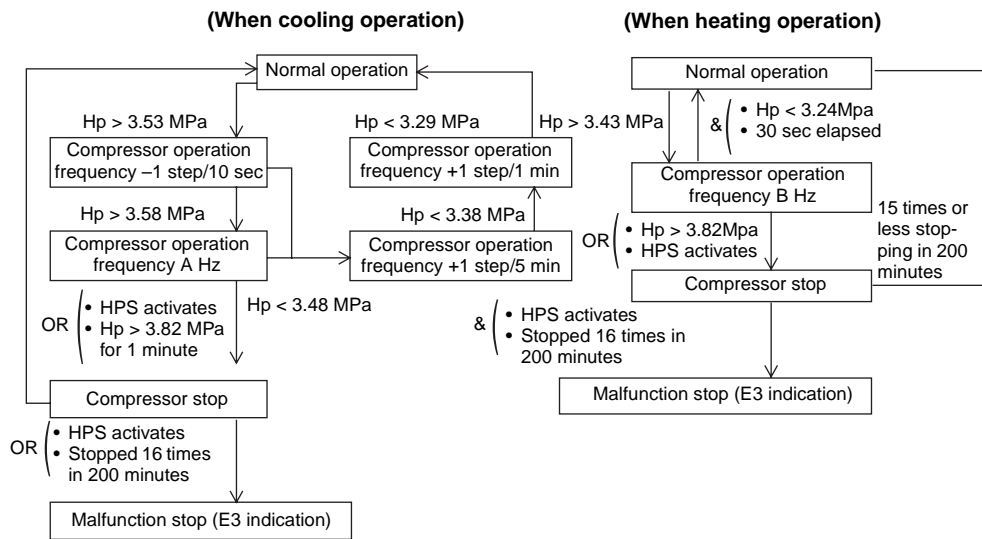 (When cooling operation)
Normal operation
Hp > 3.53 MPa
Compressor operation
frequency –1 step/10 sec
Hp > 3.58 MPa
Compressor operation
frequency A Hz
OR
• HPS activates
• Hp > 3.82 MPa
for 1 minute
Hp < 3.48 MPa
Hp < 3.29 MPa
Compressor operation
frequency +1 step/1 min
Hp < 3.38 MPa
Compressor operation
frequency +1 step/5 min
Compressor stop
OR
• HPS activates
• Stopped 16 times
in 200 minutes
Malfunction stop (E3 indication)
(When heating operation)
Normal operation
Hp > 3.43 MPa
&
• Hp < 3.24Mpa
• 30 sec elapsed
Compressor operation
frequency B Hz
OR
• Hp > 3.82Mpa
• HPS activates
15 times or
less stop-
ping in 200
minutes
Compressor stop
&
• HPS activates
• Stopped 16 times in
200 minutes
Malfunction stop (E3 indication)